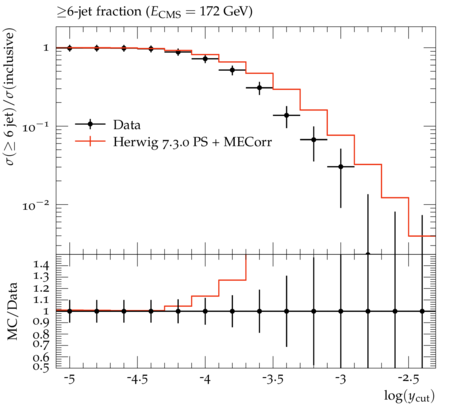 ≥6-jet fraction (E_CMS = 172 GeV)
σ(≥ 6 jet)/σ(inclusive)
1
10⁻¹
10⁻²
Data
Herwig 7.3.0 PS + MECorr
MC/Data
1.4
1.3
1.2
1.1
1
0.9
0.8
0.7
0.6
0.5
-5 -4.5 -4 -3.5 -3 -2.5
log(y_cut)